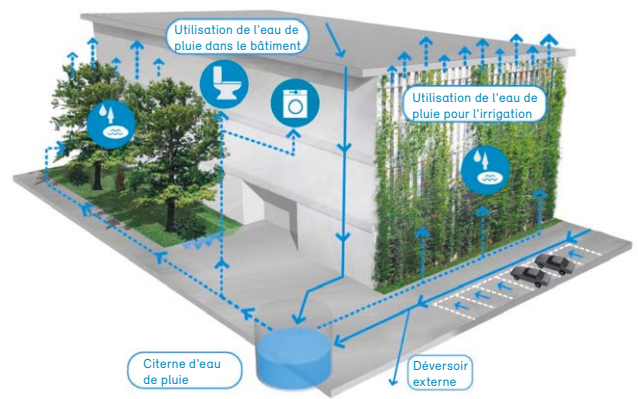 Utilisation de l'eau de
pluie dans le bâtiment
Utilisation de l'eau de
pluie pour l'irrigation
Citerne d'eau
de pluie
Déversoir
externe